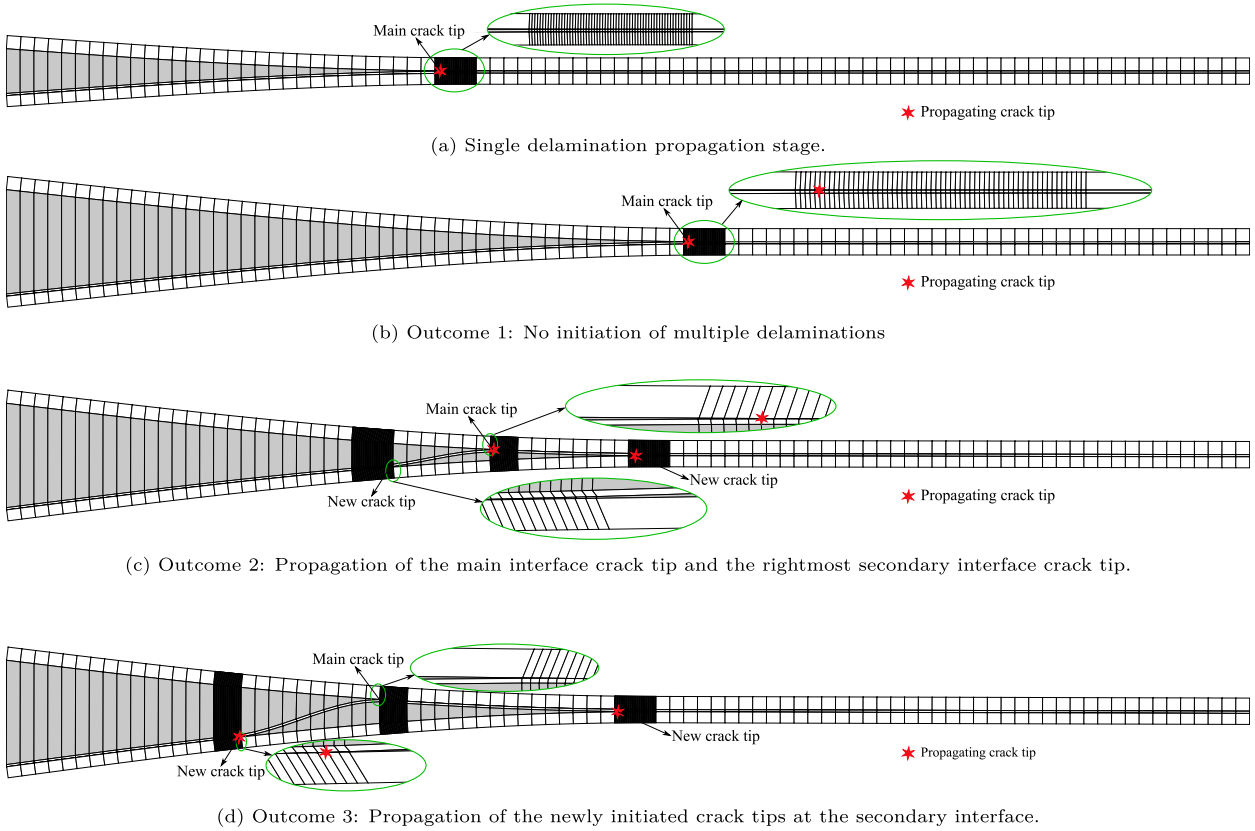 Main crack tip
Propagating crack tip
(a) Single delamination propagation stage.
Main crack tip
Propagating crack tip
(b) Outcome 1: No initiation of multiple delaminations
Main crack tip
New crack tip
New crack tip
Propagating crack tip
(c) Outcome 2: Propagation of the main interface crack tip and the rightmost secondary interface crack tip.
Main crack tip
New crack tip
Propagating crack tip
New crack tip
(d) Outcome 3: Propagation of the newly initiated crack tips at the secondary interface.